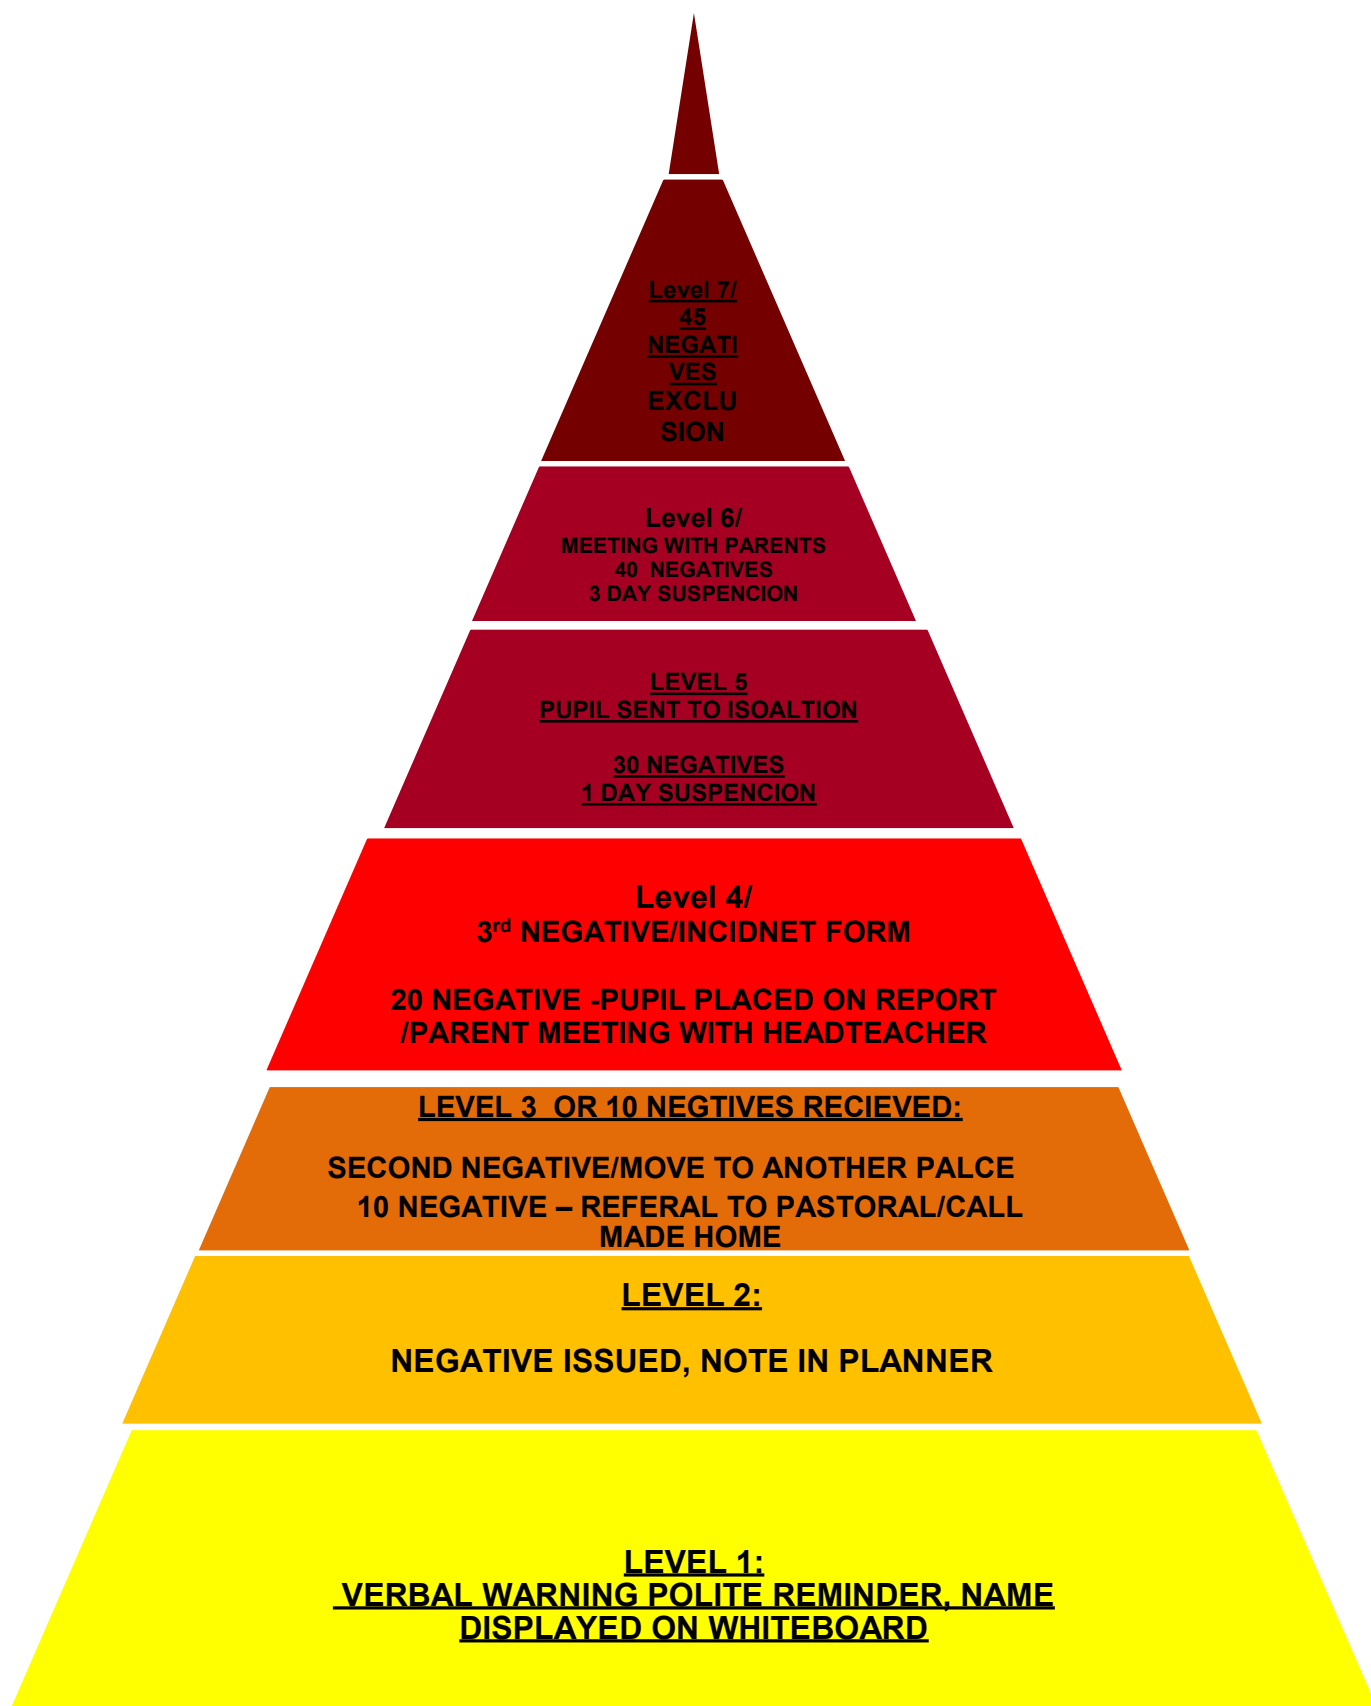 Level 7/
45
NEGATI
VES
EXCLU
SION
Level 6/
MEETING WITH PARENTS
40 NEGATIVES
3 DAY SUSPENCION
LEVEL 5
PUPIL SENT TO ISOALTION
30 NEGATIVES
1 DAY SUSPENCION
Level 4/
3rd NEGATIVE/INCIDNET FORM
20 NEGATIVE -PUPIL PLACED ON REPORT
/PARENT MEETING WITH HEADTEACHER
LEVEL 3 OR 10 NEGTIVES RECIEVED:
SECOND NEGATIVE/MOVE TO ANOTHER PALCE
10 NEGATIVE – REFERAL TO PASTORAL/CALL
MADE HOME
LEVEL 2:
NEGATIVE ISSUED, NOTE IN PLANNER
LEVEL 1:
VERBAL WARNING POLITE REMINDER, NAME
DISPLAYED ON WHITEBOARD